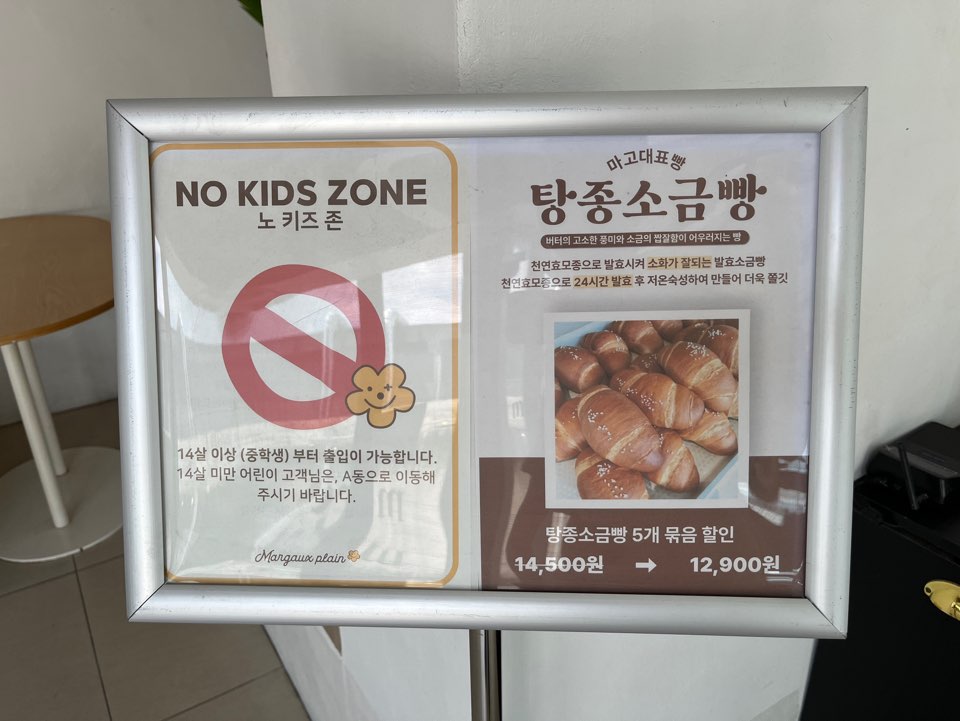 NO KIDS ZONE
노 키즈 존
14살 이상 (중학생) 부터 출입이 가능합니다.
14살 미만 어린이 고객님은, A동으로 이동해
주시기 바랍니다.
Margaux plain
마고대표빵
탕종소금빵
버터의 고소한 풍미와 소금의 짭잘함이 어우러지는 빵
천연효모종으로 발효시켜 소화가 잘되는 발효소금빵
천연효모종으로 24시간 발효 후 저온숙성하여 만들어 더욱 쫄깃
탕종소금빵 5개 묶음 할인
14,500원 → 12,900원